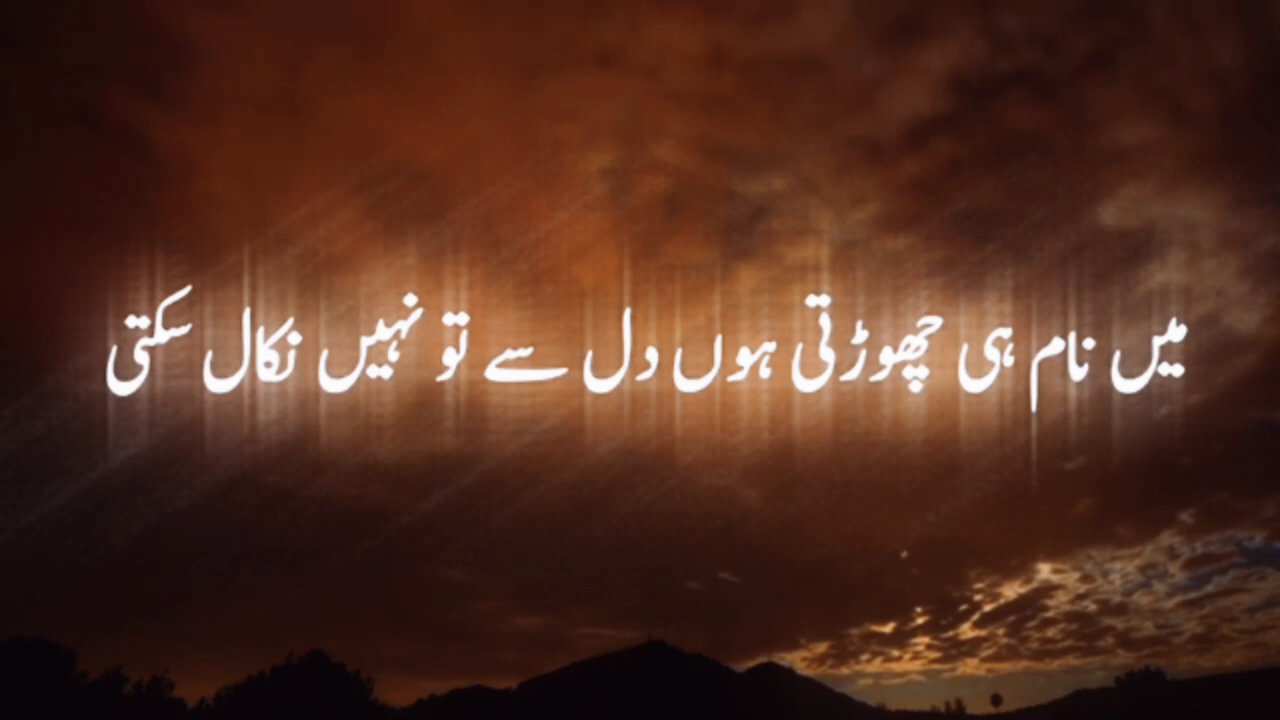 میں نام ہی چھوڑتی ہوں دل سے تو نہیں نکال سکتی